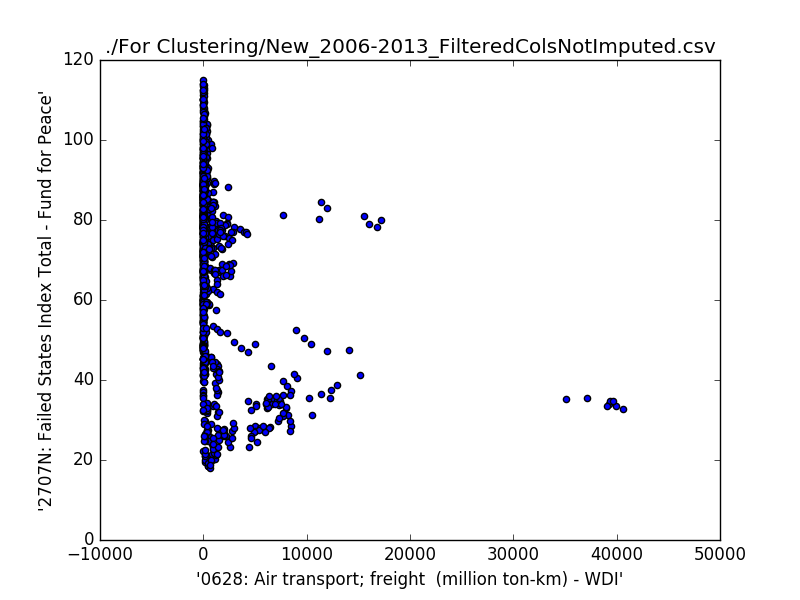 ./For Clustering/New_2006-2013_FilteredColsNotImputed.csv
120
100
80
60
40
20
0
'2707N: Failed States Index Total - Fund for Peace'
−10000 0 10000 20000 30000 40000 50000
'0628: Air transport; freight  (million ton-km) - WDI'